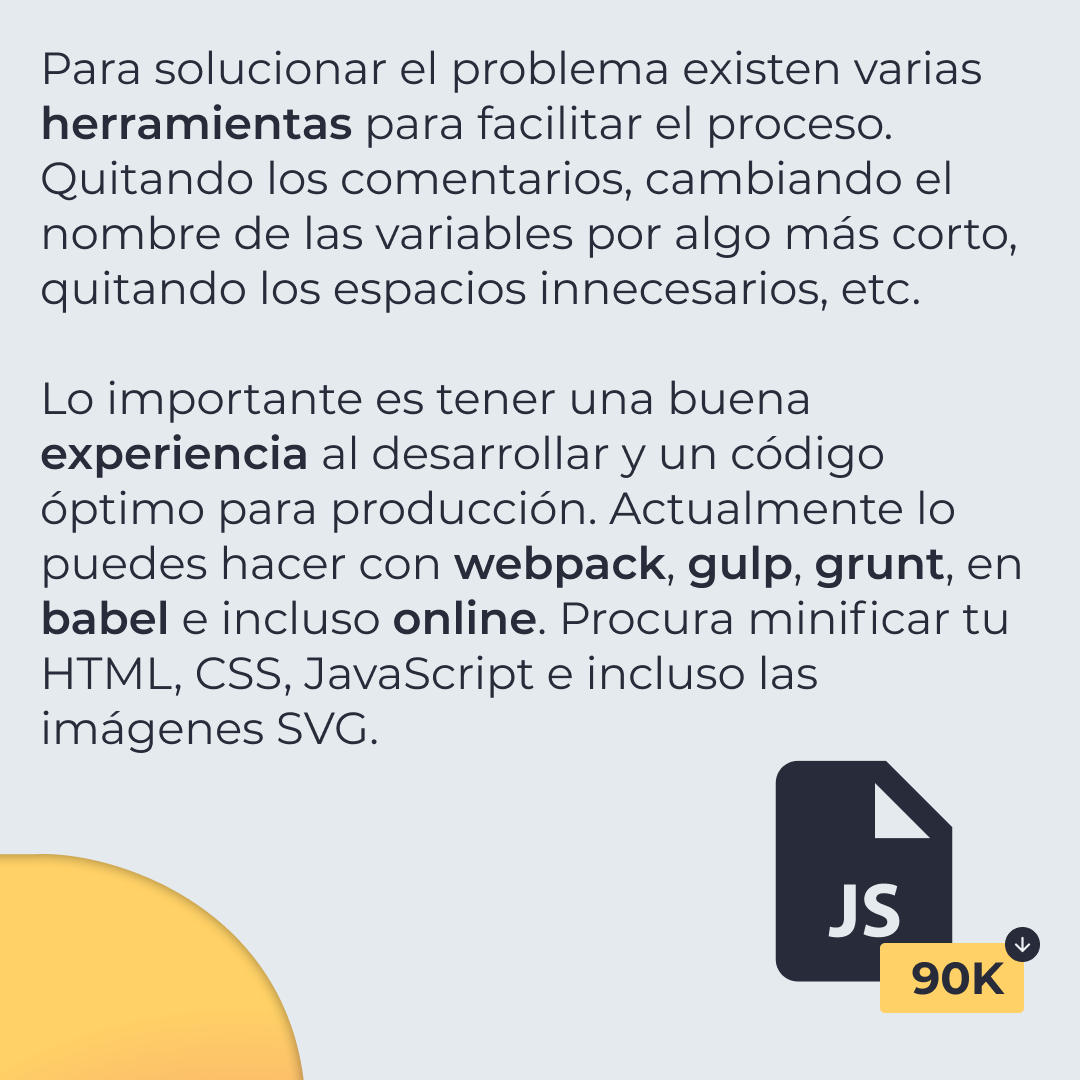 Para solucionar el problema existen varias
herramientas para facilitar el proceso.
Quitando los comentarios, cambiando el
nombre de las variables por algo más corto,
quitando los espacios innecesarios, etc.
Lo importante es tener una buena
experiencia al desarrollar y un código
óptimo para producción. Actualmente lo
puedes hacer con webpack, gulp, grunt, en
babel e incluso online. Procura minificar tu
HTML, CSS, JavaScript e incluso las
imágenes SVG.
JS
90K